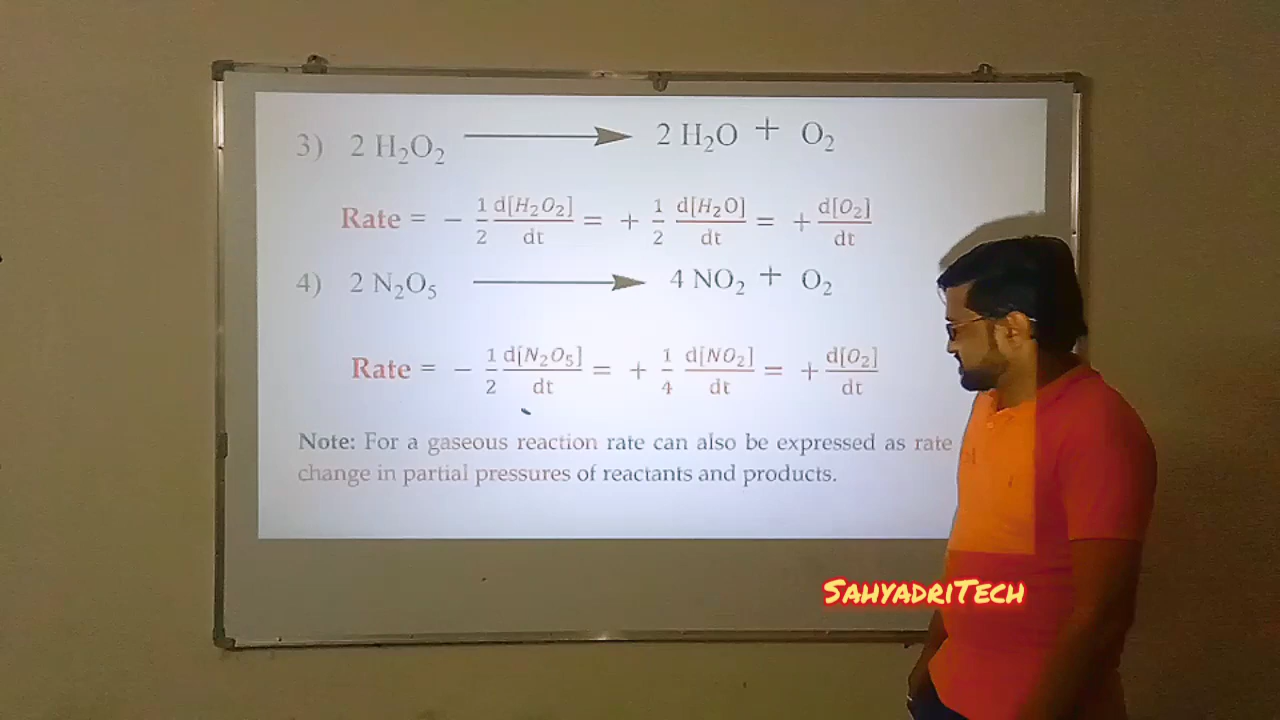 3) 2 H₂O₂ ⟶ 2 H₂O + O₂
Rate = − 1/2 d[H₂O₂]/dt = + 1/2 d[H₂O]/dt = + d[O₂]/dt
4) 2 N₂O₅ ⟶ 4 NO₂ + O₂
Rate = − 1/2 d[N₂O₅]/dt = + 1/4 d[NO₂]/dt = + d[O₂]/dt
Note: For a gaseous reaction rate can also be expressed as rate
change in partial pressures of reactants and products.
SAHYADRITECH